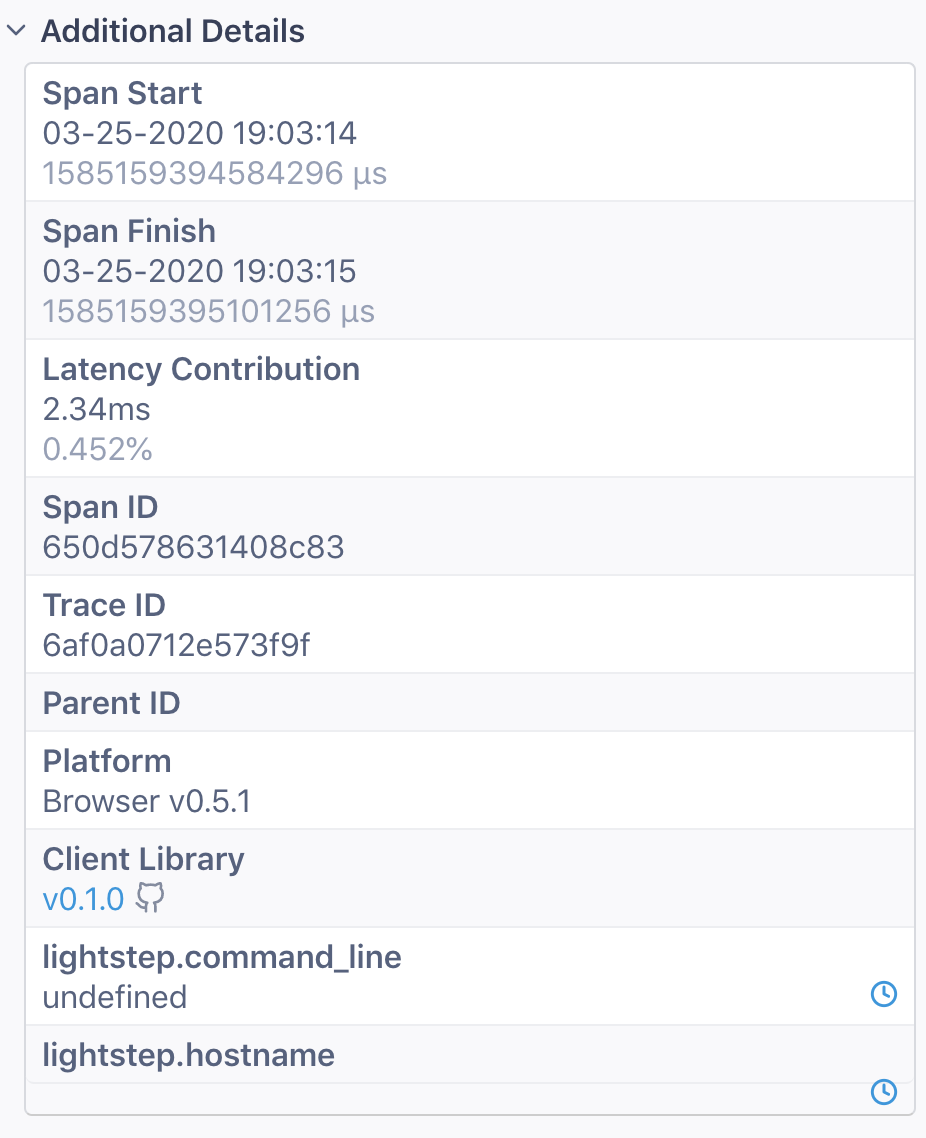 Additional Details
Span Start
03-25-2020 19:03:14
1585159394584296 µs
Span Finish
03-25-2020 19:03:15
1585159395101256 µs
Latency Contribution
2.34ms
0.452%
Span ID
650d578631408c83
Trace ID
6af0a0712e573f9f
Parent ID
Platform
Browser v0.5.1
Client Library
v0.1.0
lightstep.command_line
undefined
lightstep.hostname